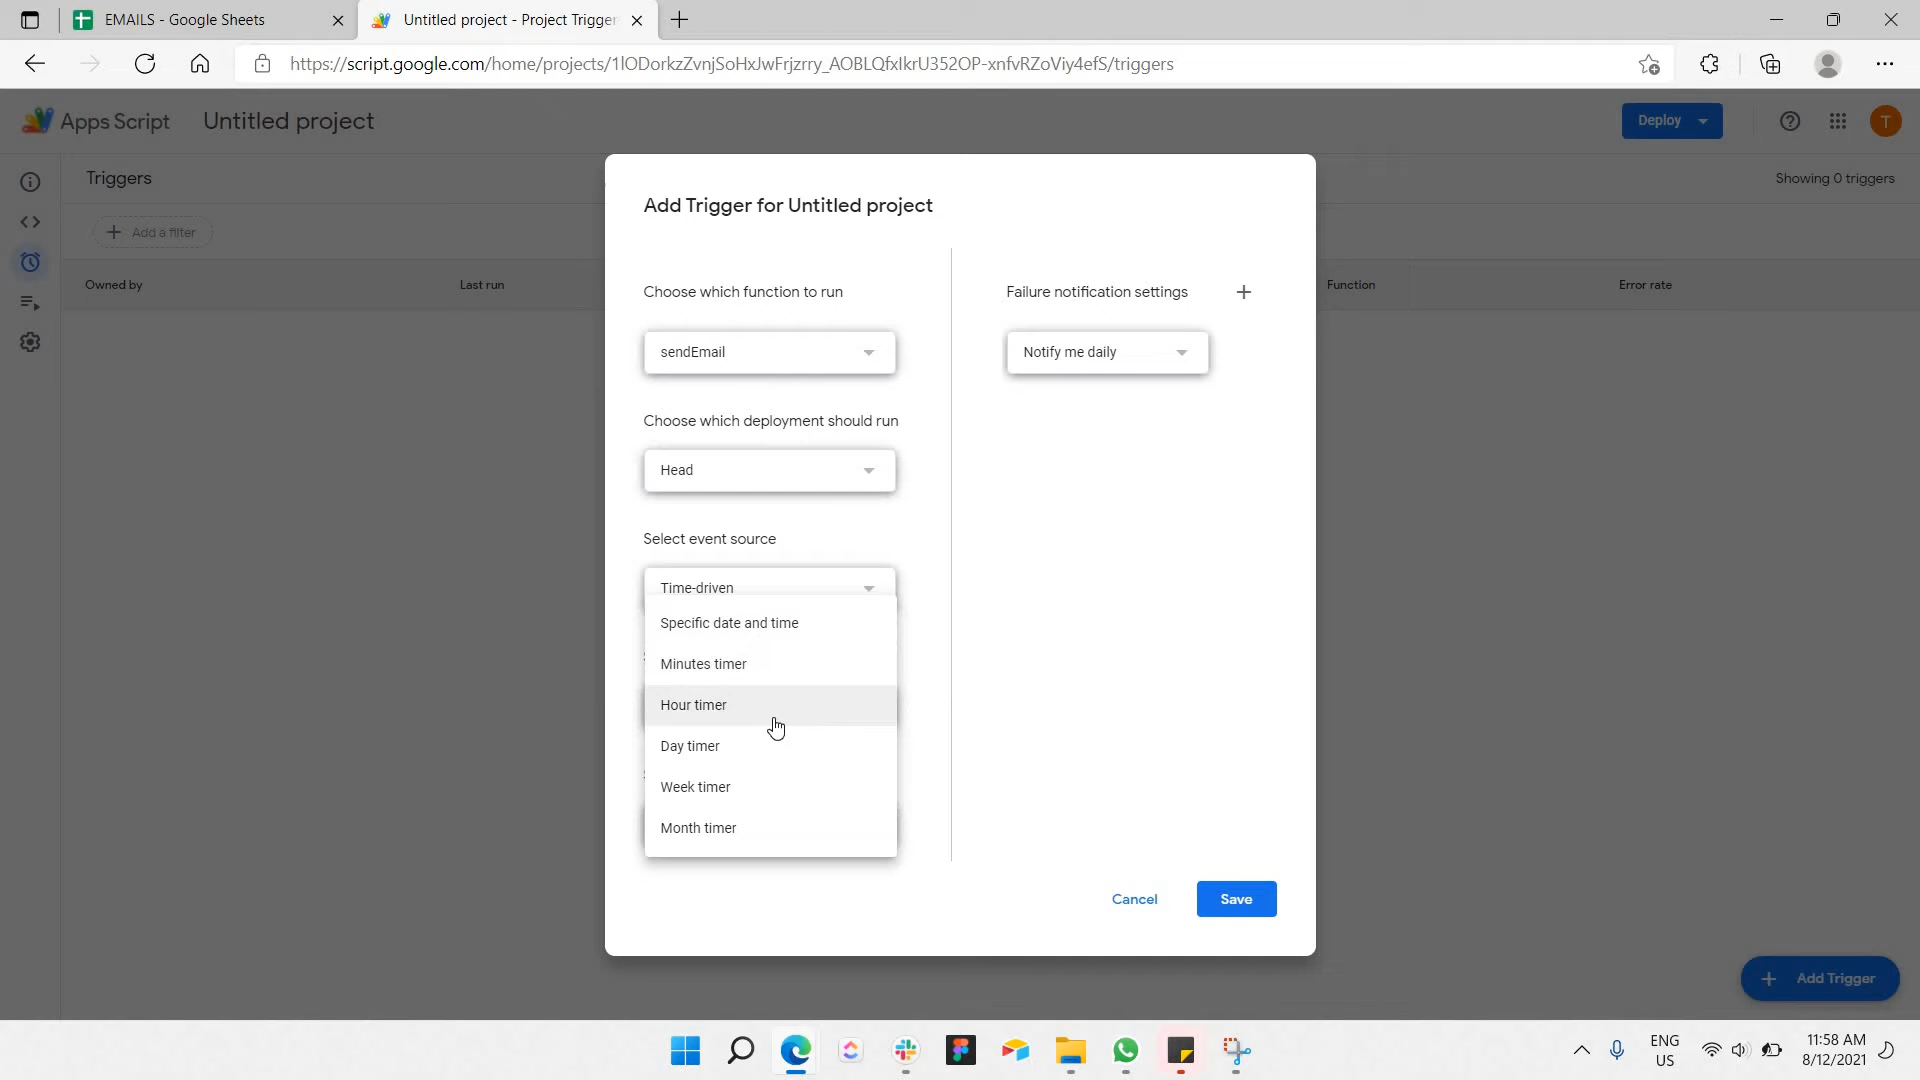 EMAILS - Google Sheets
Untitled project - Project Trigger
https://script.google.com/home/projects/1lODorkzZvnjSoHxJwFrjzrry_AOBLQfxlkrU352OP-xnfvRZoViy4efS/triggers
Apps Script
Untitled project
Deploy
T
Triggers
Showing 0 triggers
Add a filter
Owned by
Last run
Function
Error rate
Add Trigger for Untitled project
Choose which function to run
sendEmail
Choose which deployment should run
Head
Select event source
Time-driven
Specific date and time
Minutes timer
Hour timer
Day timer
Week timer
Month timer
Failure notification settings
Notify me daily
Cancel
Save
Add Trigger
ENG
US
11:58 AM
8/12/2021